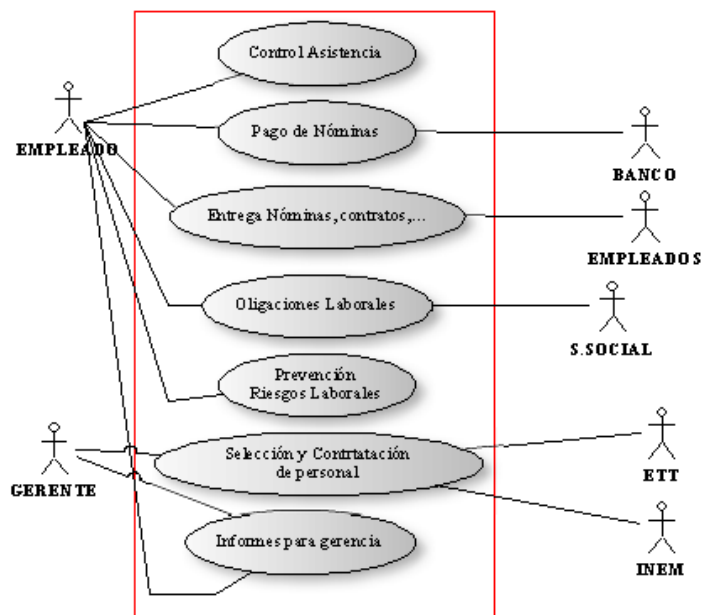 Control Asistencia
Pago de Nóminas
EMPLEADO
BANCO
Entrega Nóminas, contratos,...
EMPLEADOS
Oligaciones Laborales
S.SOCIAL
Prevención
Riesgos Laborales
Selección y Contratación
de personal
GERENTE
ETT
Informes para gerencia
INEM